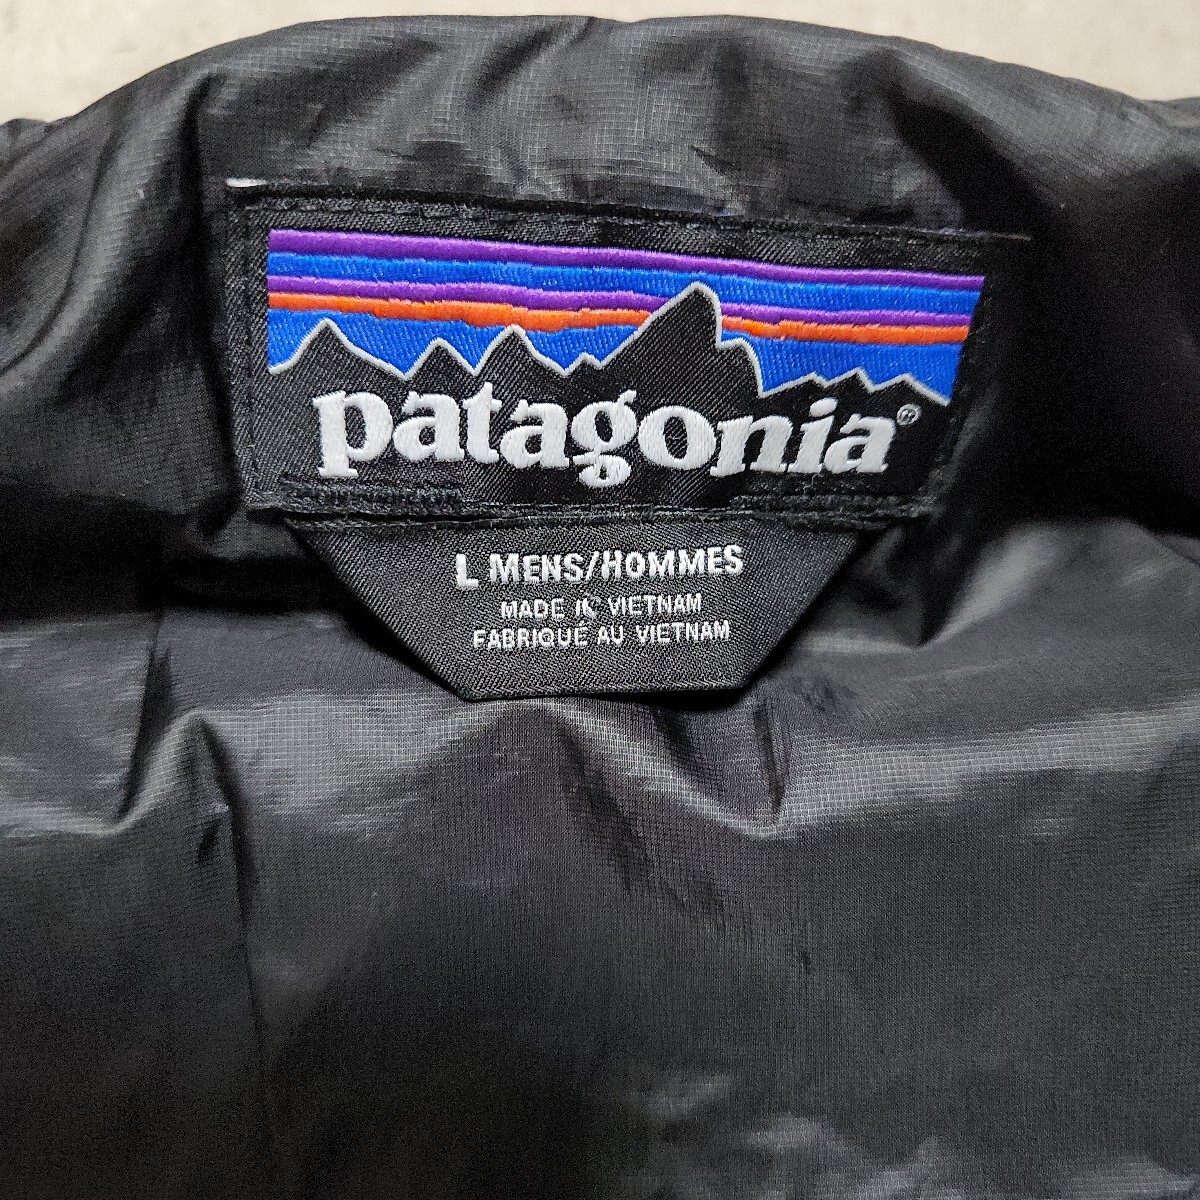 patagonia®
L MENS/HOMMES
MADE IN VIETNAM
FABRIQUÉ AU VIETNAM